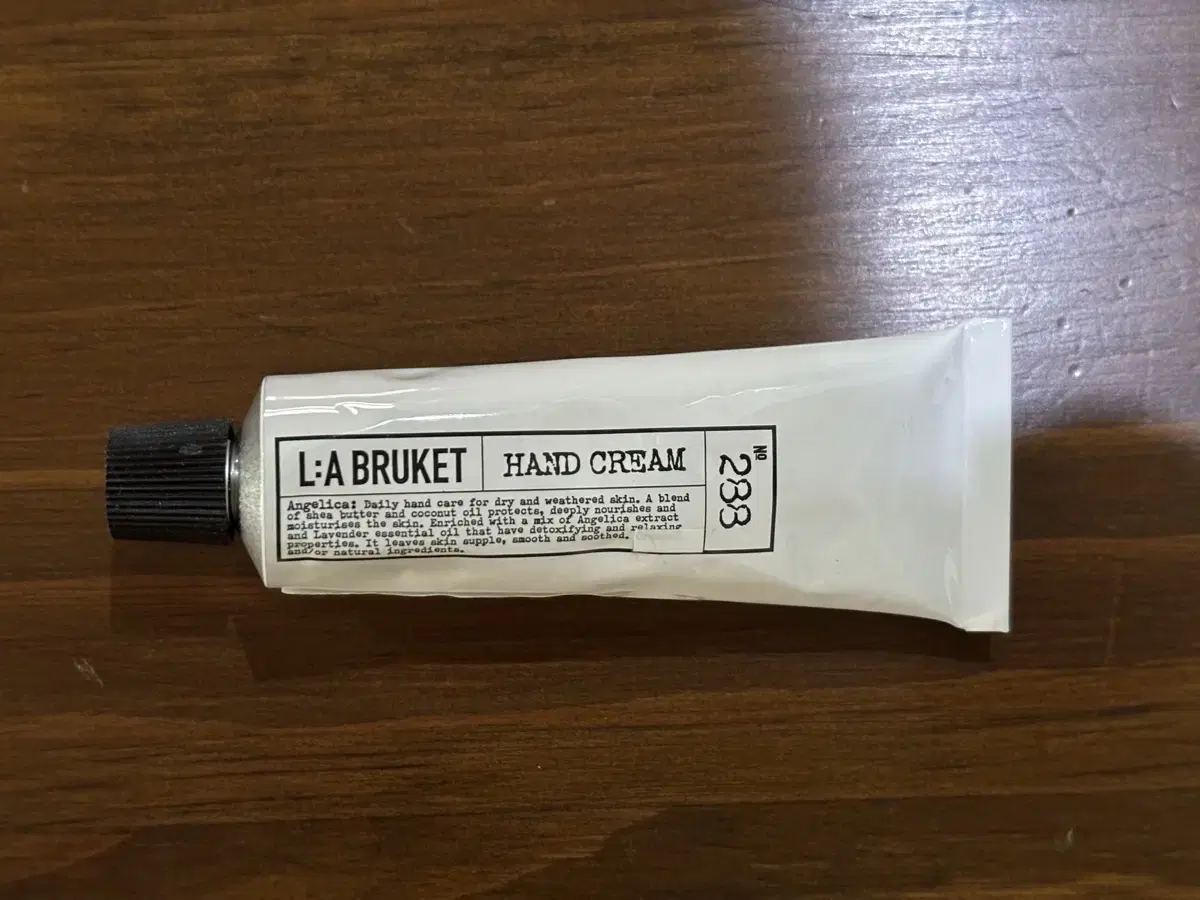 L:A BRUKET
HAND CREAM
Nº
233
Angelica: Daily hand care for dry and weathered skin. A blend
of shea butter and coconut oil protects, deeply nourishes and
moisturises the skin. Enriched with a mix of Angelica extract
and Lavender essential oil that have detoxifying and relaxing
properties. It leaves skin supple, smooth and soothed.
and/or natural ingredients.